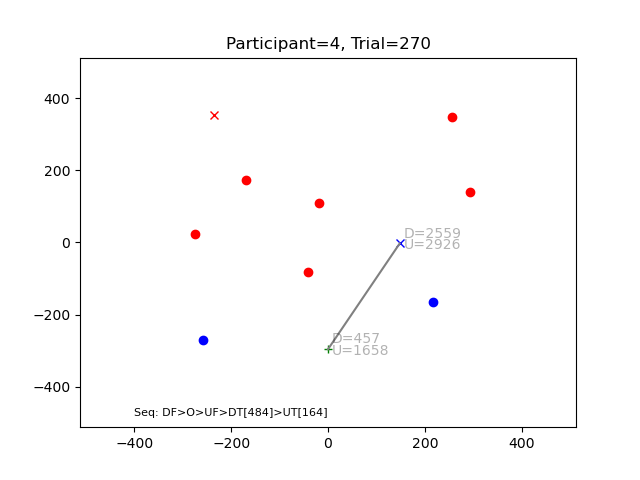 Participant=4, Trial=270
400
200
0
−200
−400
D=2559
U=2926
D=457
U=1658
Seq: DF>O>UF>DT[484]>UT[164]
−400
−200
0
200
400